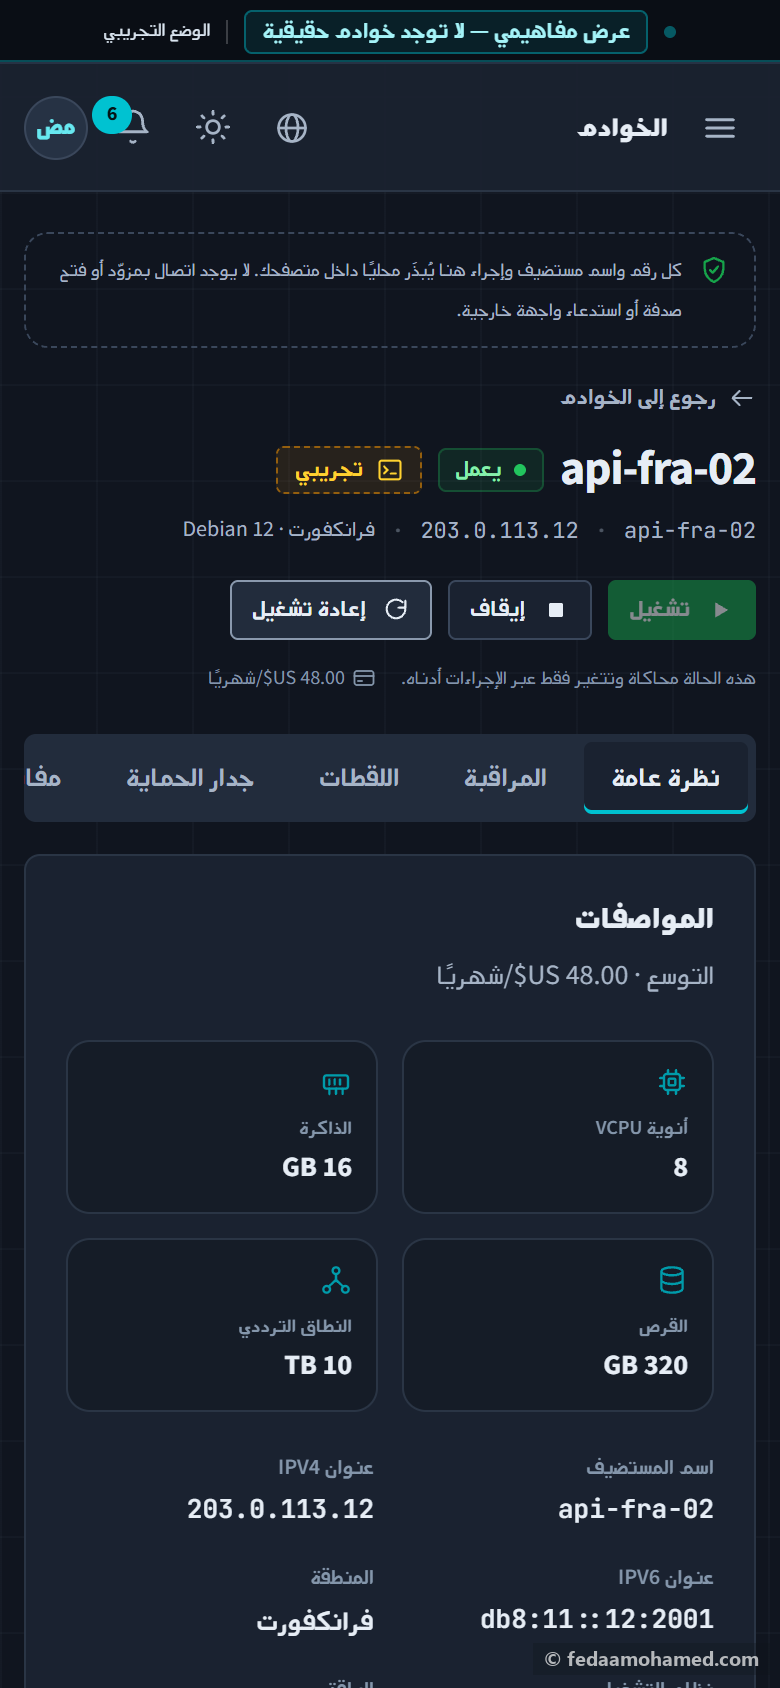 عرض مفاهيمي — لا توجد خوادم حقيقية
الوضع التجريبي
الخوادم
6
مض
كل رقم واسم مستضيف وإجراء هنا يُبذَر محليًا داخل متصفحك. لا يوجد اتصال بمزوّد أو فتح
صدفة أو استدعاء واجهة خارجية.
رجوع إلى الخوادم
api-fra-02
يعمل
تجريبي
api-fra-02 • 203.0.113.12 • فرانكفورت · Debian 12
تشغيل
إيقاف
إعادة تشغيل
هذه الحالة محاكاة وتتغير فقط عبر الإجراءات أدناه.
US 48.00$/شهريًا
نظرة عامة
المراقبة
اللقطات
جدار الحماية
مفا
المواصفات
التوسع · US 48.00$/شهريًا
أنوية VCPU
8
الذاكرة
GB 16
القرص
GB 320
النطاق الترددي
TB 10
اسم المستضيف
api-fra-02
عنوان IPV4
203.0.113.12
عنوان IPV6
db8:11::12:2001
المنطقة
فرانكفورت
© fedaamohamed.com